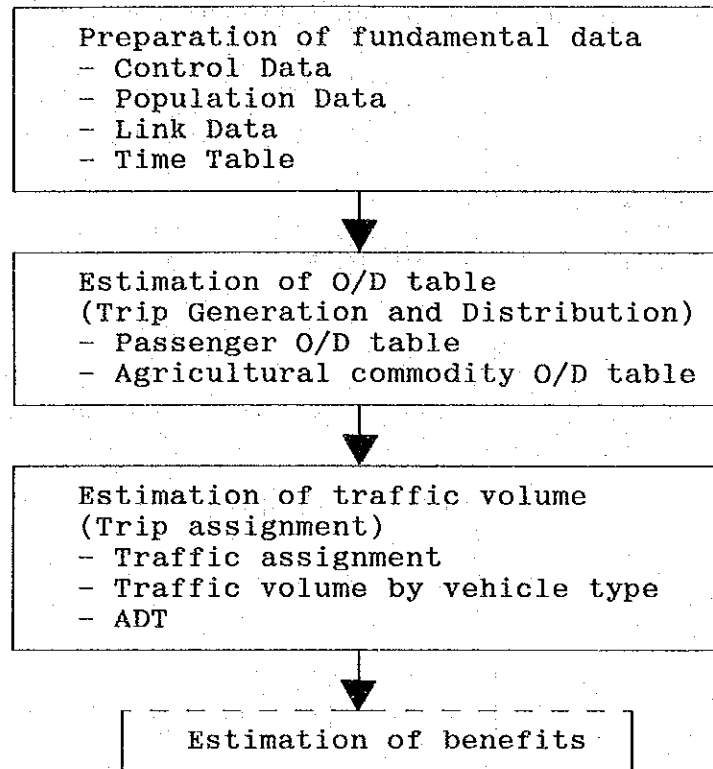 Preparation of fundamental data
- Control Data
- Population Data
- Link Data
- Time Table
Estimation of O/D table
(Trip Generation and Distribution)
- Passenger O/D table
- Agricultural commodity O/D table
Estimation of traffic volume
(Trip assignment)
- Traffic assignment
- Traffic volume by vehicle type
- ADT
Estimation of benefits